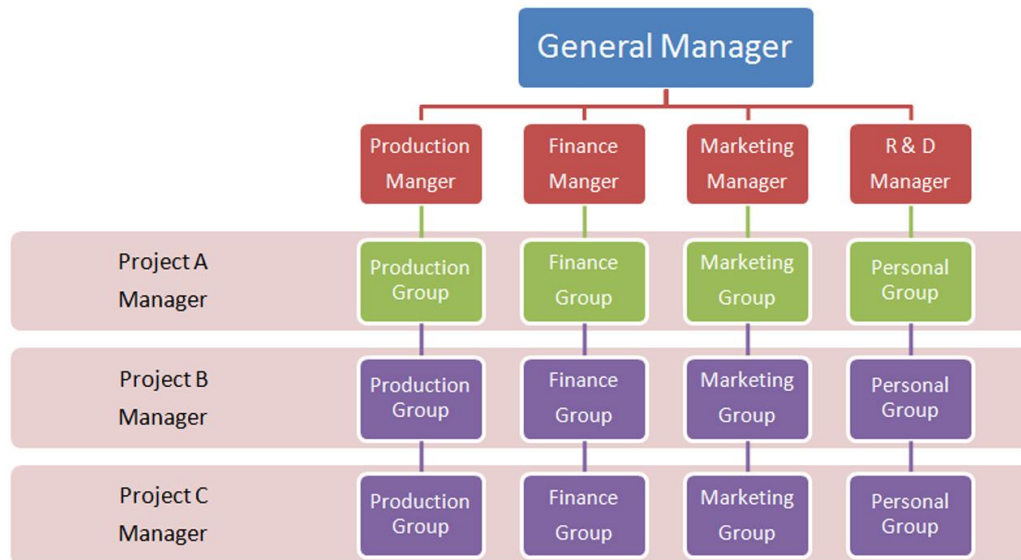 General Manager
Production
Manger
Finance
Manger
Marketing
Manager
R & D
Manager
Project A
Manager
Production
Group
Finance
Group
Marketing
Group
Personal
Group
Project B
Manager
Production
Group
Finance
Group
Marketing
Group
Personal
Group
Project C
Manager
Production
Group
Finance
Group
Marketing
Group
Personal
Group